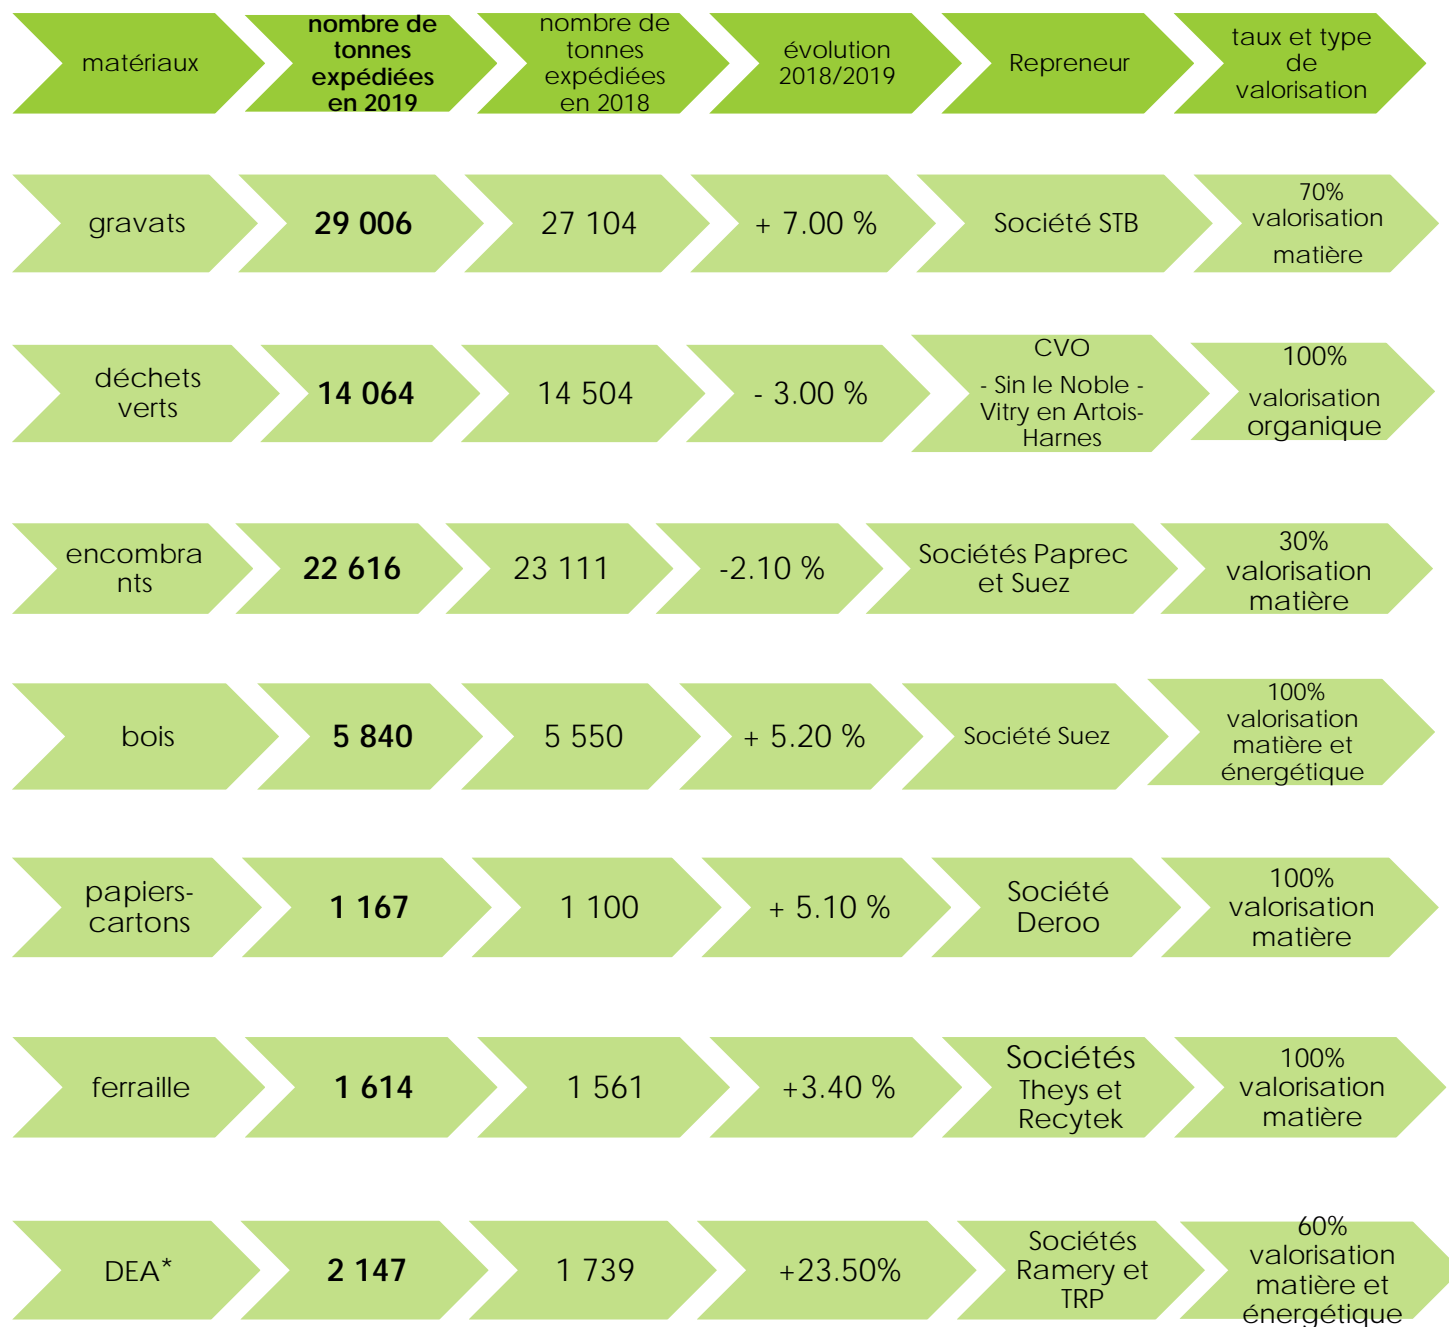 matériaux
nombre de
tonnes
expédiées
en 2019
nombre de
tonnes
expédiées
en 2018
évolution
2018/2019
Repreneur
taux et type
de
valorisation
gravats
29 006
27 104
+ 7.00 %
Société STB
70%
valorisation
matière
déchets
verts
14 064
14 504
- 3.00 %
CVO
- Sin le Noble -
Vitry en Artois-
Harnes
100%
valorisation
organique
encombra
nts
22 616
23 111
-2.10 %
Sociétés Paprec
et Suez
30%
valorisation
matière
bois
5 840
5 550
+ 5.20 %
Société Suez
100%
valorisation
matière et
énergétique
papiers-
cartons
1 167
1 100
+ 5.10 %
Société
Deroo
100%
valorisation
matière
ferraille
1 614
1 561
+3.40 %
Sociétés
Theys et
Recytek
100%
valorisation
matière
DEA*
2 147
1 739
+23.50%
Sociétés
Ramery et
TRP
60%
valorisation
matière et
énergétique